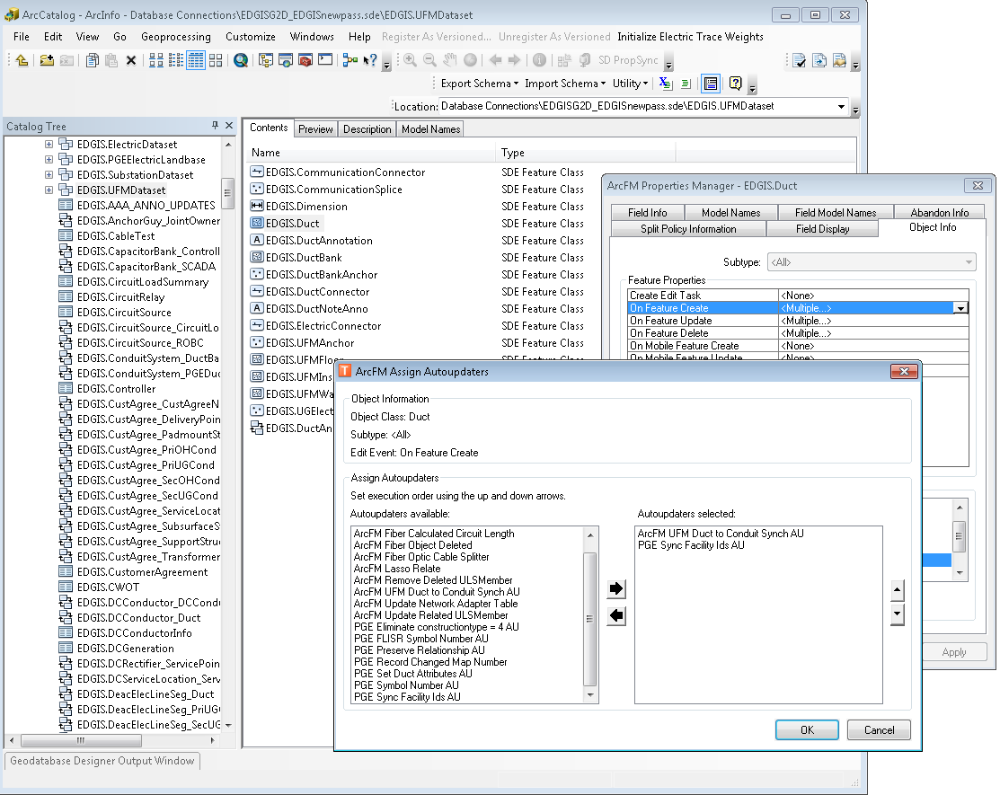 ArcCatalog - ArcInfo - Database Connections\EDGISG2D_EDGISnewpass.sde\EDGIS.UFMDataset
File Edit View Go Geoprocessing Customize Windows Help Register As Versioned... Unregister As Versioned Initialize Electric Trace Weights
SD PropSync
Export Schema Import Schema Utility
Location: Database Connections\EDGISG2D_EDGISnewpass.sde\EDGIS.UFMDataset
Catalog Tree
EDGIS.ElectricDataset
EDGIS.PGEElectricLandbase
EDGIS.SubstationDataset
EDGIS.UFMDataset
EDGIS.AAA_ANNO_UPDATES
EDGIS.AnchorGuy_JointOwner
EDGIS.CableTest
EDGIS.CapacitorBank_Controll
EDGIS.CapacitorBank_SCADA
EDGIS.CircuitLoadSummary
EDGIS.CircuitRelay
EDGIS.CircuitSource
EDGIS.CircuitSource_CircuitLo
EDGIS.CircuitSource_ROBC
EDGIS.ConduitSystem_DuctBa
EDGIS.ConduitSystem_PGEDuc
EDGIS.Controller
EDGIS.CustAgree_CustAgreeN
EDGIS.CustAgree_DeliveryPoin
EDGIS.CustAgree_PadmountSt
EDGIS.CustAgree_PriOHCond
EDGIS.CustAgree_PriUGCond
EDGIS.CustAgree_SecOHCond
EDGIS.CustAgree_SecUGCond
EDGIS.CustAgree_ServiceLocat
EDGIS.CustAgree_SubsurfaceSt
EDGIS.CustAgree_SupportStru
EDGIS.CustAgree_Transformer
EDGIS.CustomerAgreement
EDGIS.CWOT
EDGIS.DCConductor_DCCondu
EDGIS.DCConductor_Duct
EDGIS.DCConductorInfo
EDGIS.DCGeneration
EDGIS.DCRectifier_ServicePoin
EDGIS.DCServiceLocation_Serv
EDGIS.DeacElecLineSeg_Duct
EDGIS.DeacElecLineSeg_PriUG
EDGIS.DeacElecLineSeg_SecUG
Geodatabase Designer Output Window
Contents Preview Description Model Names
Name Type
EDGIS.CommunicationConnector SDE Feature Class
EDGIS.CommunicationSplice SDE Feature Class
EDGIS.Dimension SDE Feature Class
EDGIS.Duct SDE Feature Class
EDGIS.DuctAnnotation SDE Feature Class
EDGIS.DuctBank SDE Feature Class
EDGIS.DuctBankAnchor SDE Feature Class
EDGIS.DuctConnector SDE Feature Class
EDGIS.DuctNoteAnno SDE Feature Class
EDGIS.ElectricConnector SDE Feature Class
EDGIS.UFMAnchor SDE Feature Class
EDGIS.UFMFloor SDE Feature Class
EDGIS.UFMIns
EDGIS.UFMWa
EDGIS.UGElect
EDGIS.DuctAn
ArcFM Properties Manager - EDGIS.Duct
Field Info Model Names Field Model Names Abandon Info
Split Policy Information Field Display Object Info
Subtype: <All>
Feature Properties
Create Edit Task <None>
On Feature Create <Multiple...>
On Feature Update <Multiple...>
On Feature Delete <Multiple...>
On Mobile Feature Create <None>
On Mobile Feature Update <None>
Apply
ArcFM Assign Autoupdaters
Object Information
Object Class: Duct
Subtype: <All>
Edit Event: On Feature Create
Assign Autoupdaters
Set execution order using the up and down arrows.
Autoupdaters available:
ArcFM Fiber Calculated Circuit Length
ArcFM Fiber Object Deleted
ArcFM Fiber Optic Cable Splitter
ArcFM Lasso Relate
ArcFM Remove Deleted ULSMember
ArcFM UFM Duct to Conduit Synch AU
ArcFM Update Network Adapter Table
ArcFM Update Related ULSMember
PGE Eliminate constructiontype = 4 AU
PGE FLISR Symbol Number AU
PGE Preserve Relationship AU
PGE Record Changed Map Number
PGE Set Duct Attributes AU
PGE Symbol Number AU
PGE Sync Facility Ids AU
Autoupdaters selected:
ArcFM UFM Duct to Conduit Synch AU
PGE Sync Facility Ids AU
OK Cancel